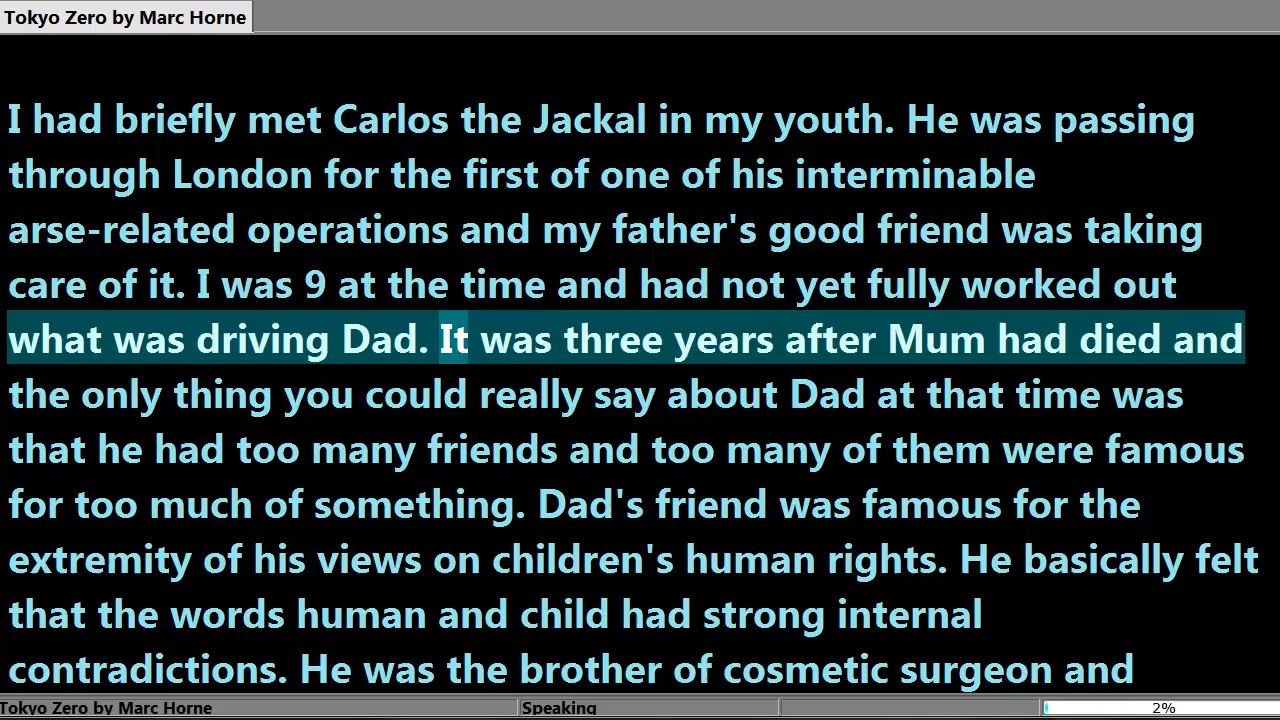 Tokyo Zero by Marc Horne
I had briefly met Carlos the Jackal in my youth. He was passing
through London for the first of one of his interminable
arse-related operations and my father's good friend was taking
care of it. I was 9 at the time and had not yet fully worked out
what was driving Dad. It was three years after Mum had died and
the only thing you could really say about Dad at that time was
that he had too many friends and too many of them were famous
for too much of something. Dad's friend was famous for the
extremity of his views on children's human rights. He basically felt
that the words human and child had strong internal
contradictions. He was the brother of cosmetic surgeon and
Tokyo Zero by Marc Horne
Speaking
2%